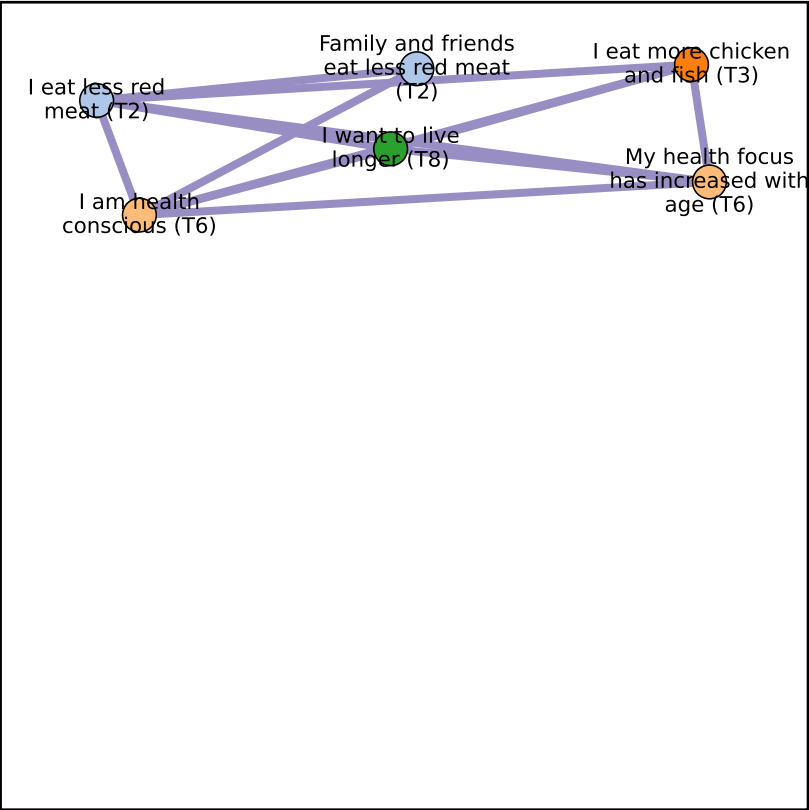 Family and friends
eat less red meat
(T2)
I eat more chicken
and fish (T3)
I eat less red
meat (T2)
I want to live
longer (T8)
My health focus
has increased with
age (T6)
I am health
conscious (T6)